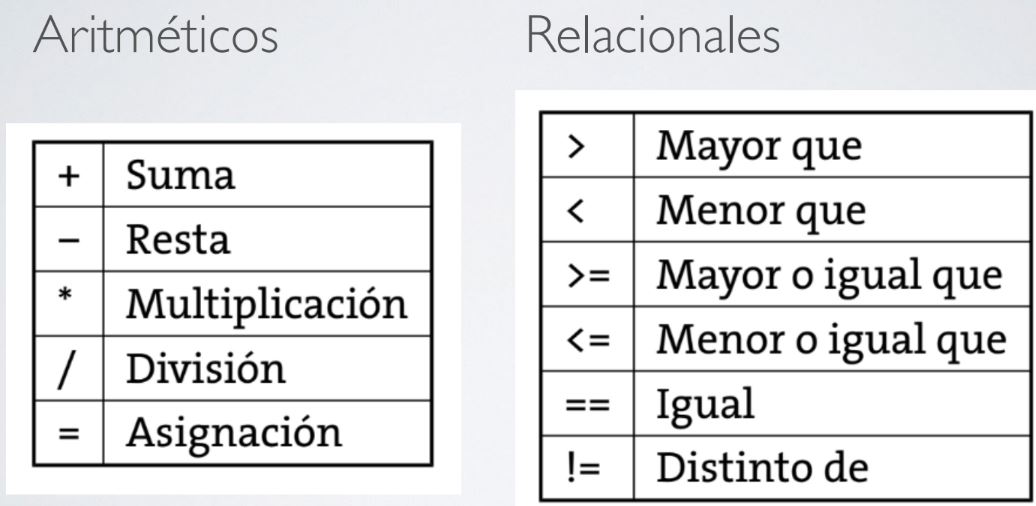 Aritméticos
+ Suma
– Resta
* Multiplicación
/ División
= Asignación
Relacionales
> Mayor que
< Menor que
>= Mayor o igual que
<= Menor o igual que
== Igual
!= Distinto de